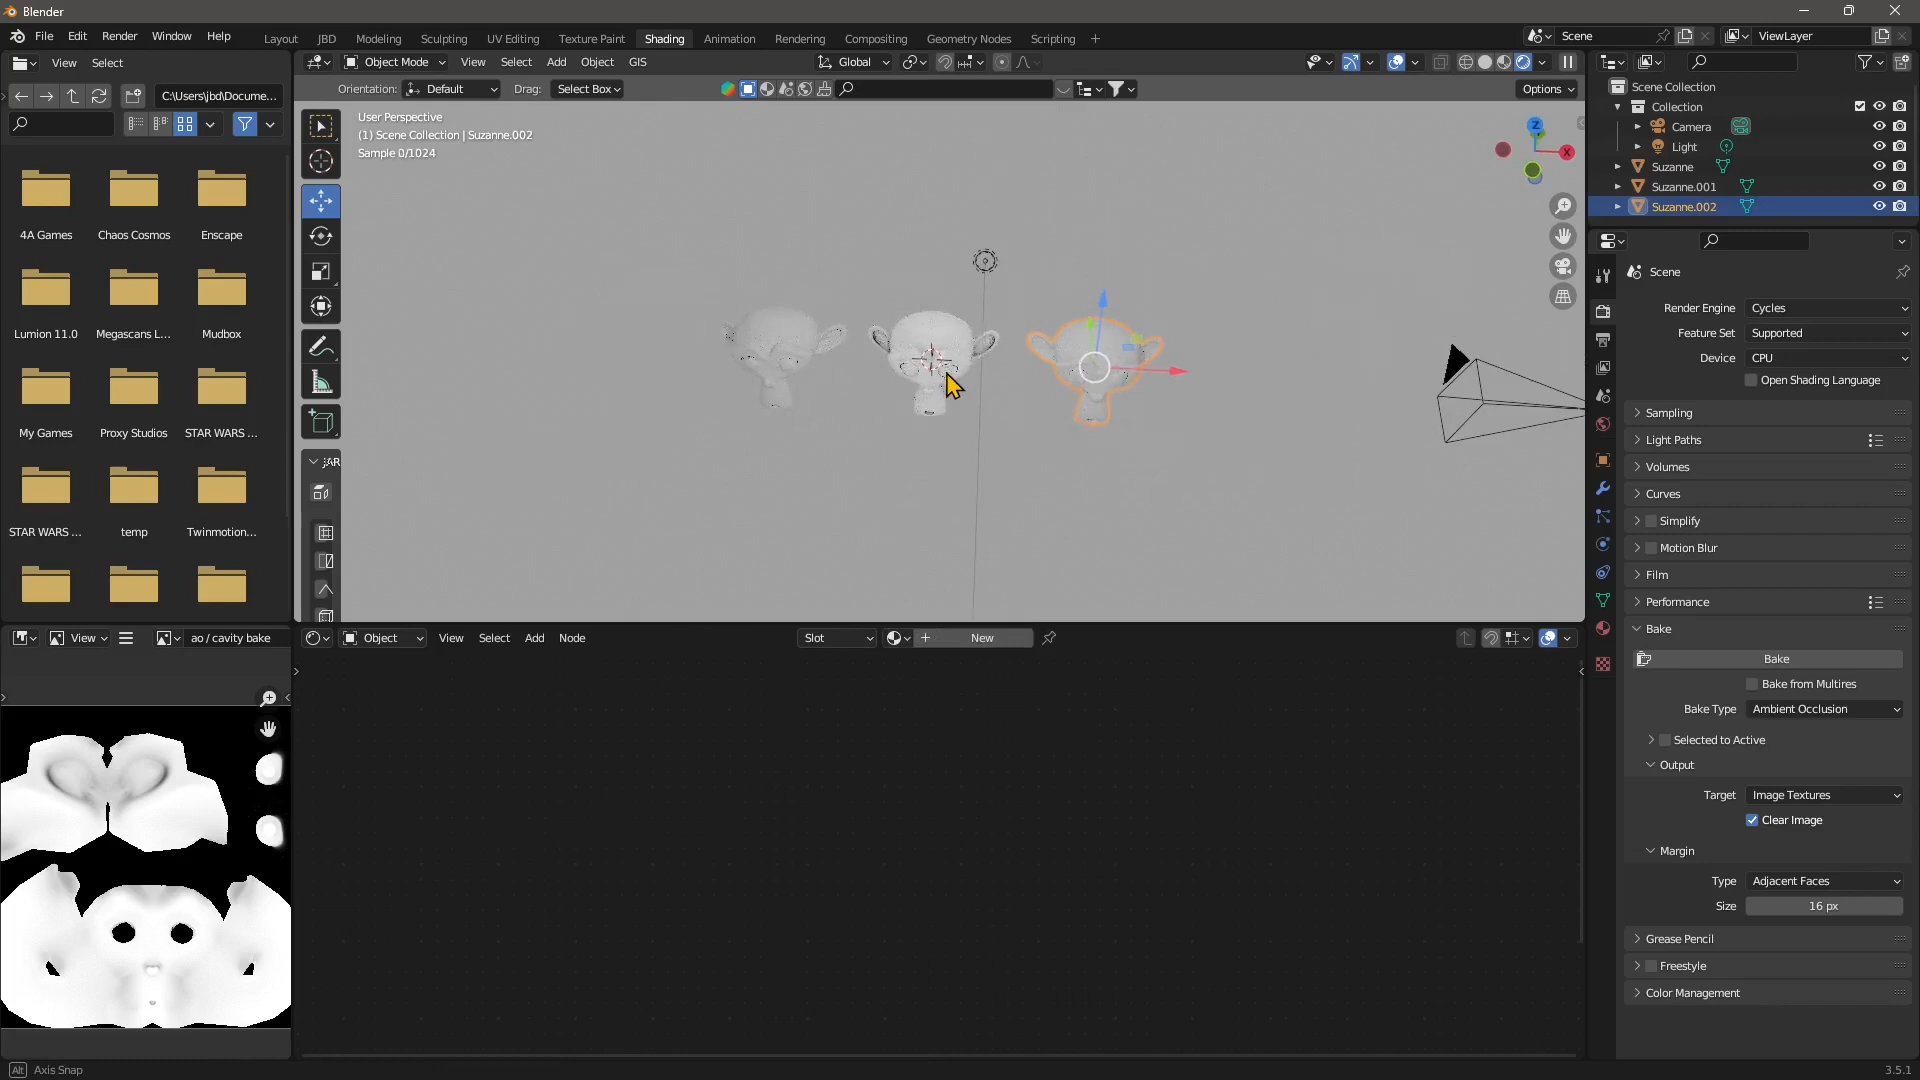 Blender
File Edit Render Window Help
Layout JBD Modeling Sculpting UV Editing Texture Paint Shading Animation Rendering Compositing Geometry Nodes Scripting +
Scene
ViewLayer
View Select
Object Mode View Select Add Object GIS
Global
C:\Users\jbd\Docume...
Orientation: Default Drag: Select Box
Options
User Perspective
(1) Scene Collection | Suzanne.002
Sample 0/1024
Z
X
4A Games Chaos Cosmos Enscape
Lumion 11.0 Megascans L... Mudbox
My Games Proxy Studios STAR WARS ...
STAR WARS ... temp Twinmotion...
Scene Collection
Collection
Camera
Light
Suzanne
Suzanne.001
Suzanne.002
Scene
Render Engine Cycles
Feature Set Supported
Device CPU
Open Shading Language
Sampling
Light Paths
Volumes
Curves
Simplify
Motion Blur
Film
Performance
Bake
Bake
Bake from Multires
Bake Type Ambient Occlusion
Selected to Active
Output
Target Image Textures
Clear Image
Margin
Type Adjacent Faces
Size 16 px
Grease Pencil
Freestyle
Color Management
View ao / cavity bake
Object View Select Add Node
Slot
New
Alt Axis Snap
3.5.1